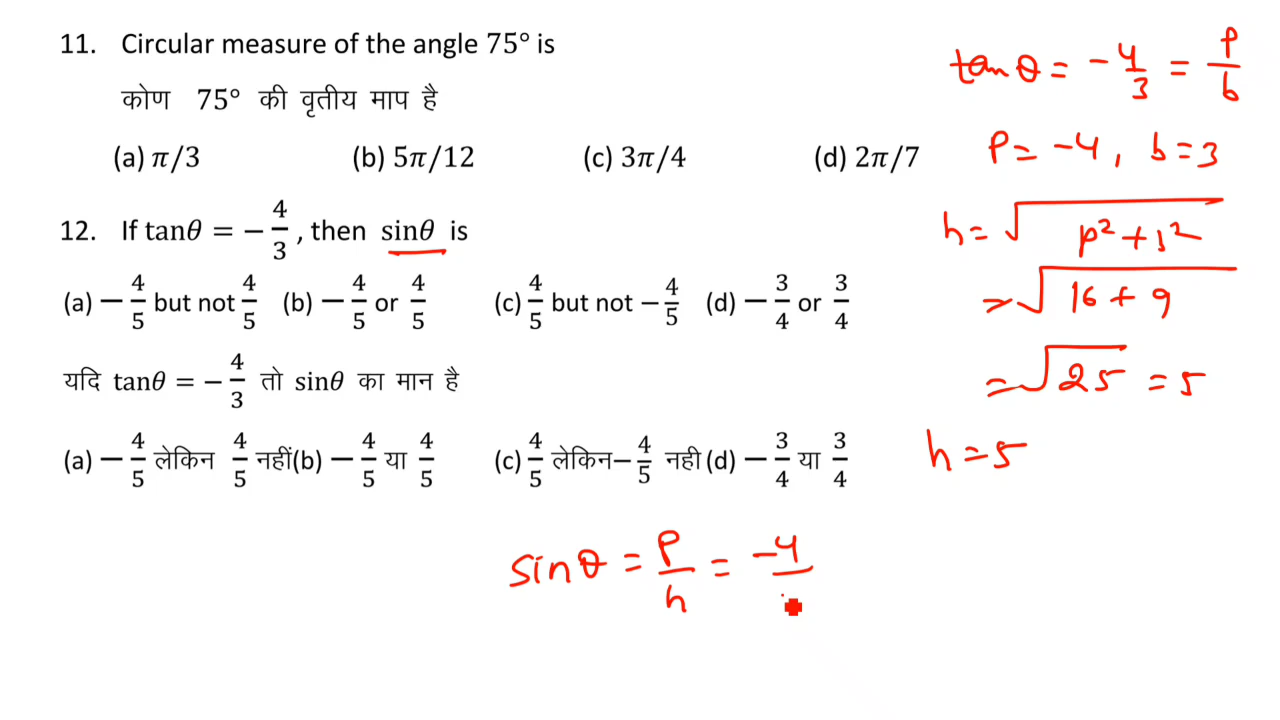 11. Circular measure of the angle 75° is
कोण 75° की वृतीय माप है
(a) π/3 (b) 5π/12 (c) 3π/4 (d) 2π/7
12. If tanθ = −4/3, then sinθ is
(a) −4/5 but not 4/5 (b) −4/5 or 4/5 (c) 4/5 but not −4/5 (d) −3/4 or 3/4
यदि tanθ = −4/3 तो sinθ का मान है
(a) −4/5 लेकिन 4/5 नहीं(b) −4/5 या 4/5 (c) 4/5 लेकिन−4/5 नही (d) −3/4 या 3/4
tanθ = −4/3 = P/b
P = −4, b = 3
h = √(p² + b²)
= √(16 + 9)
= √25 = 5
h = 5
sinθ = P/h = −4/